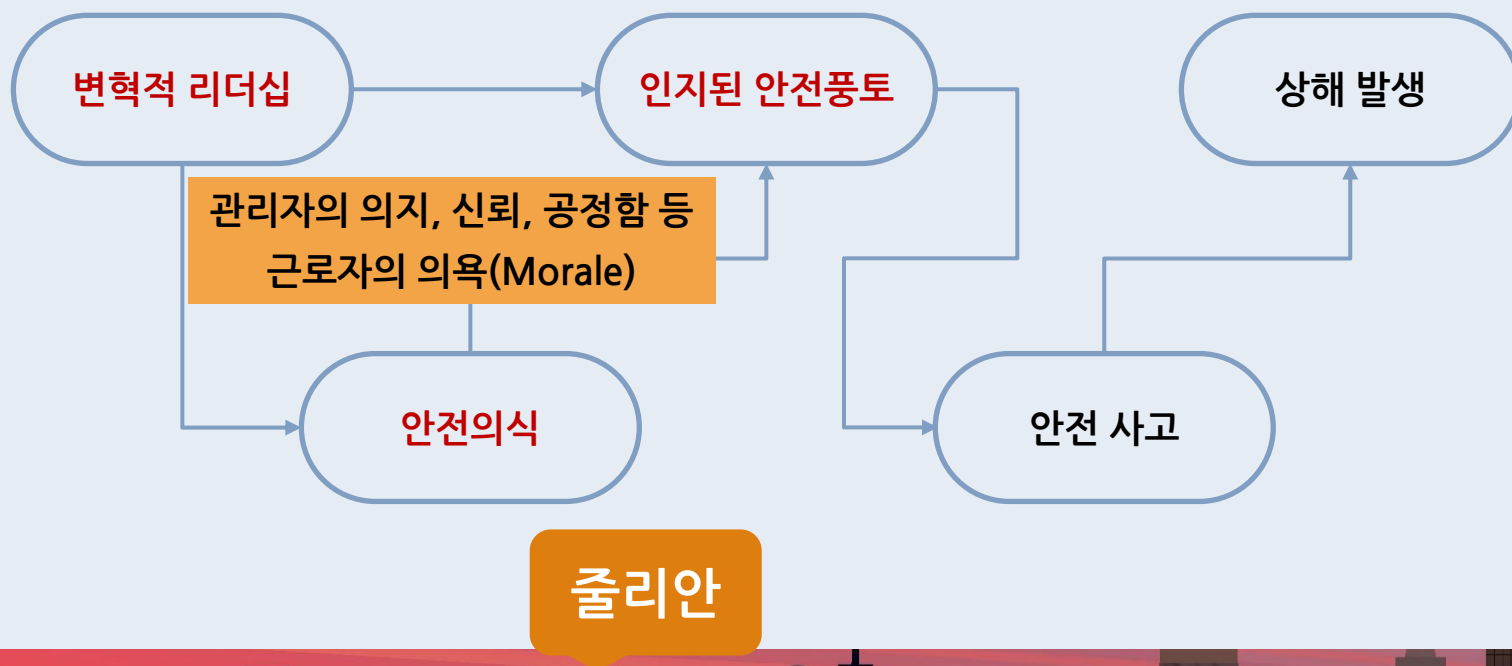 변혁적 리더십
인지된 안전풍토
상해 발생
관리자의 의지, 신뢰, 공정함 등
근로자의 의욕(Morale)
안전의식
안전 사고
줄리안